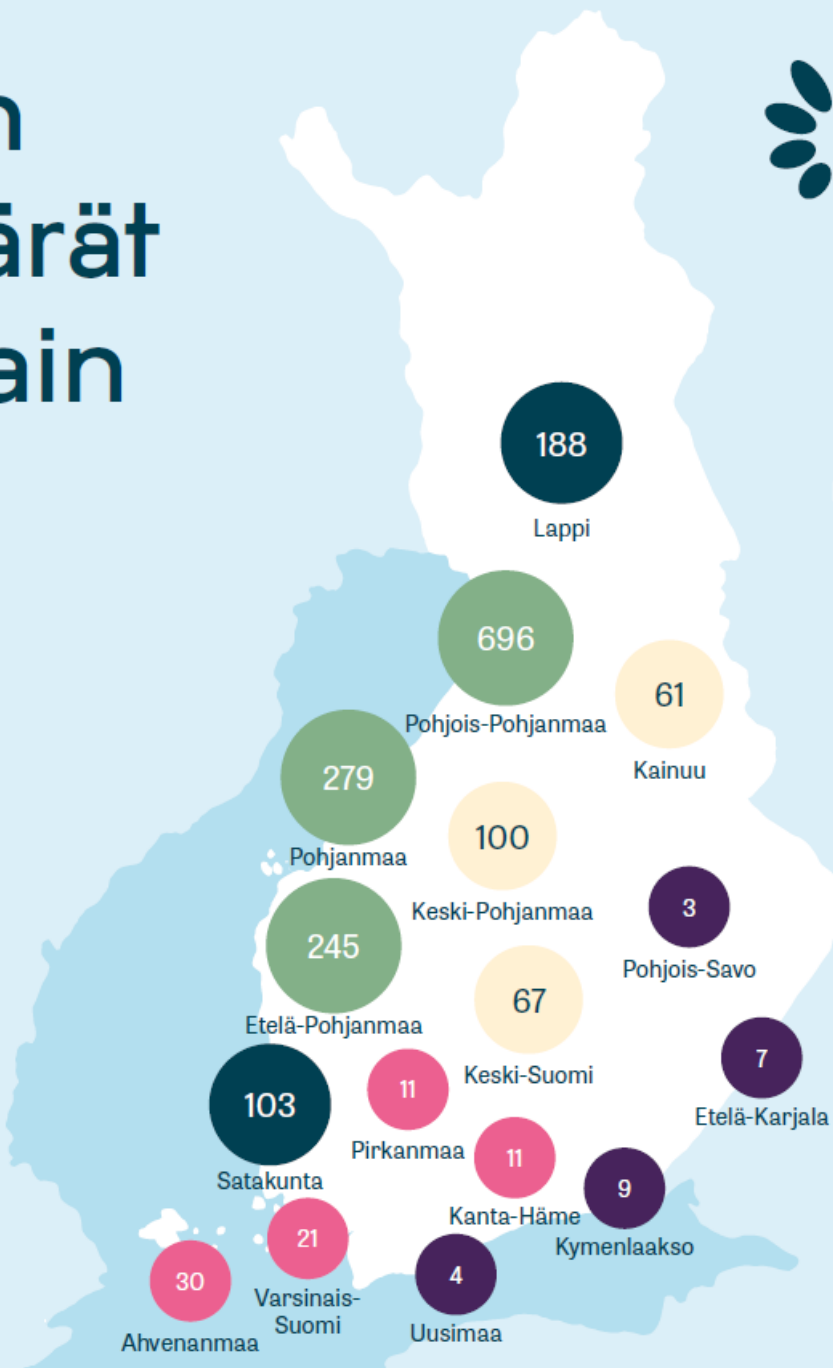 n
ärät
ain
188
Lappi
696
Pohjois-Pohjanmaa
61
Kainuu
279
Pohjanmaa
100
Keski-Pohjanmaa
3
Pohjois-Savo
245
Etelä-Pohjanmaa
67
Keski-Suomi
7
Etelä-Karjala
103
Satakunta
11
Pirkanmaa
11
Kanta-Häme
9
Kymenlaakso
21
Varsinais-
Suomi
30
Ahvenanmaa
4
Uusimaa